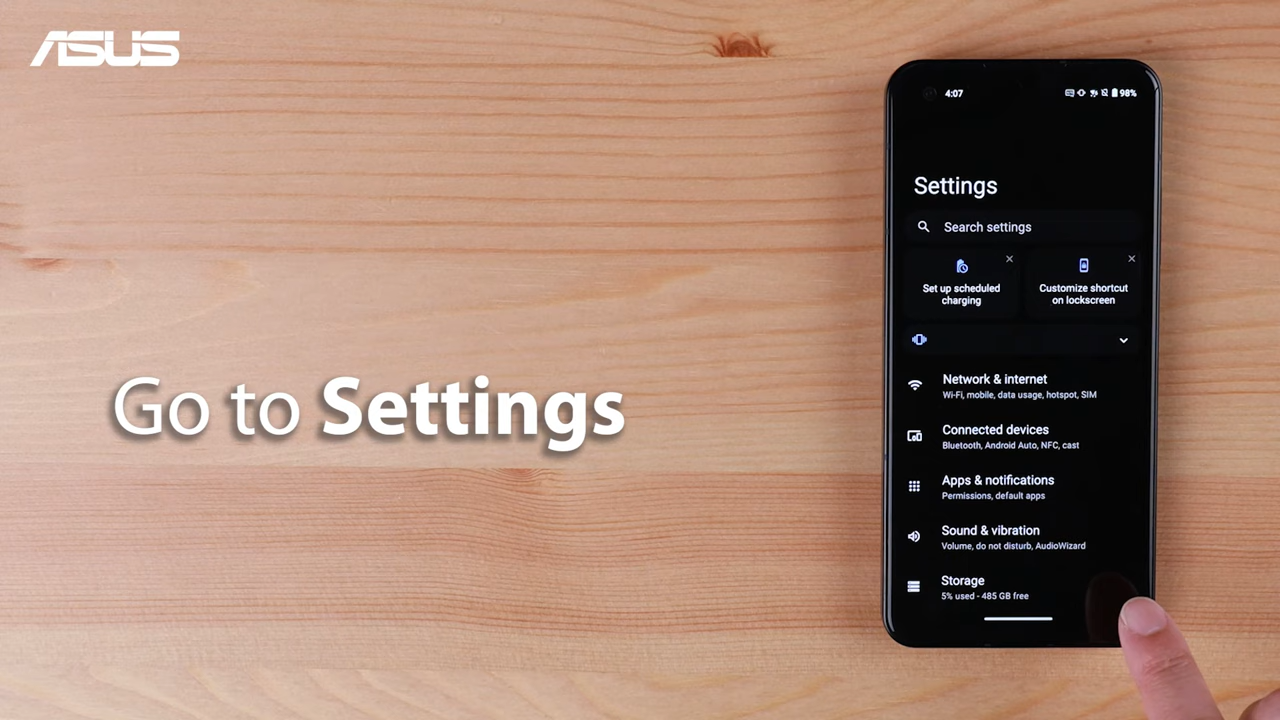 ASUS
Go to Settings
4:07
98%
Settings
Search settings
Set up scheduled
charging
Customize shortcut
on lockscreen
Network & internet
Wi-Fi, mobile, data usage, hotspot, SIM
Connected devices
Bluetooth, Android Auto, NFC, cast
Apps & notifications
Permissions, default apps
Sound & vibration
Volume, do not disturb, AudioWizard
Storage
5% used - 485 GB free